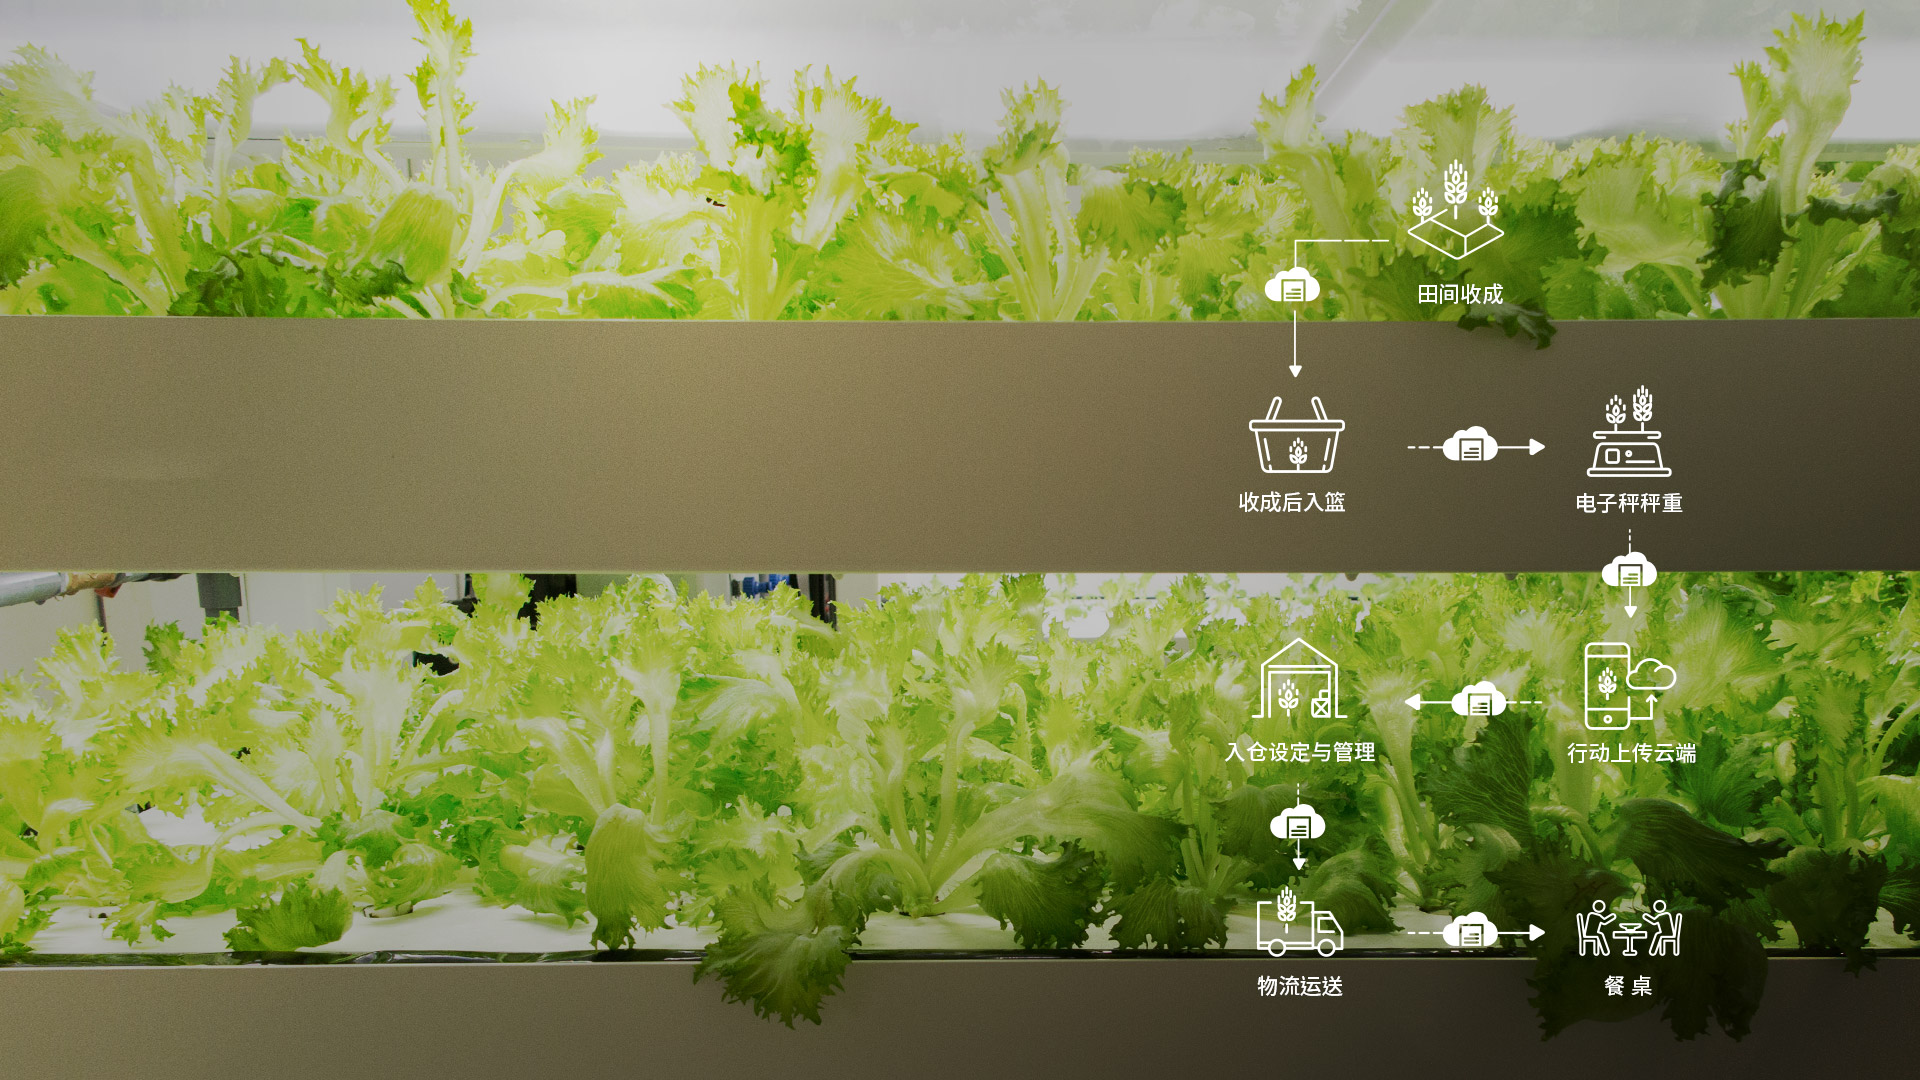 田间收成
收成后入篮
电子秤秤重
行动上传云端
入仓设定与管理
物流运送
餐 桌